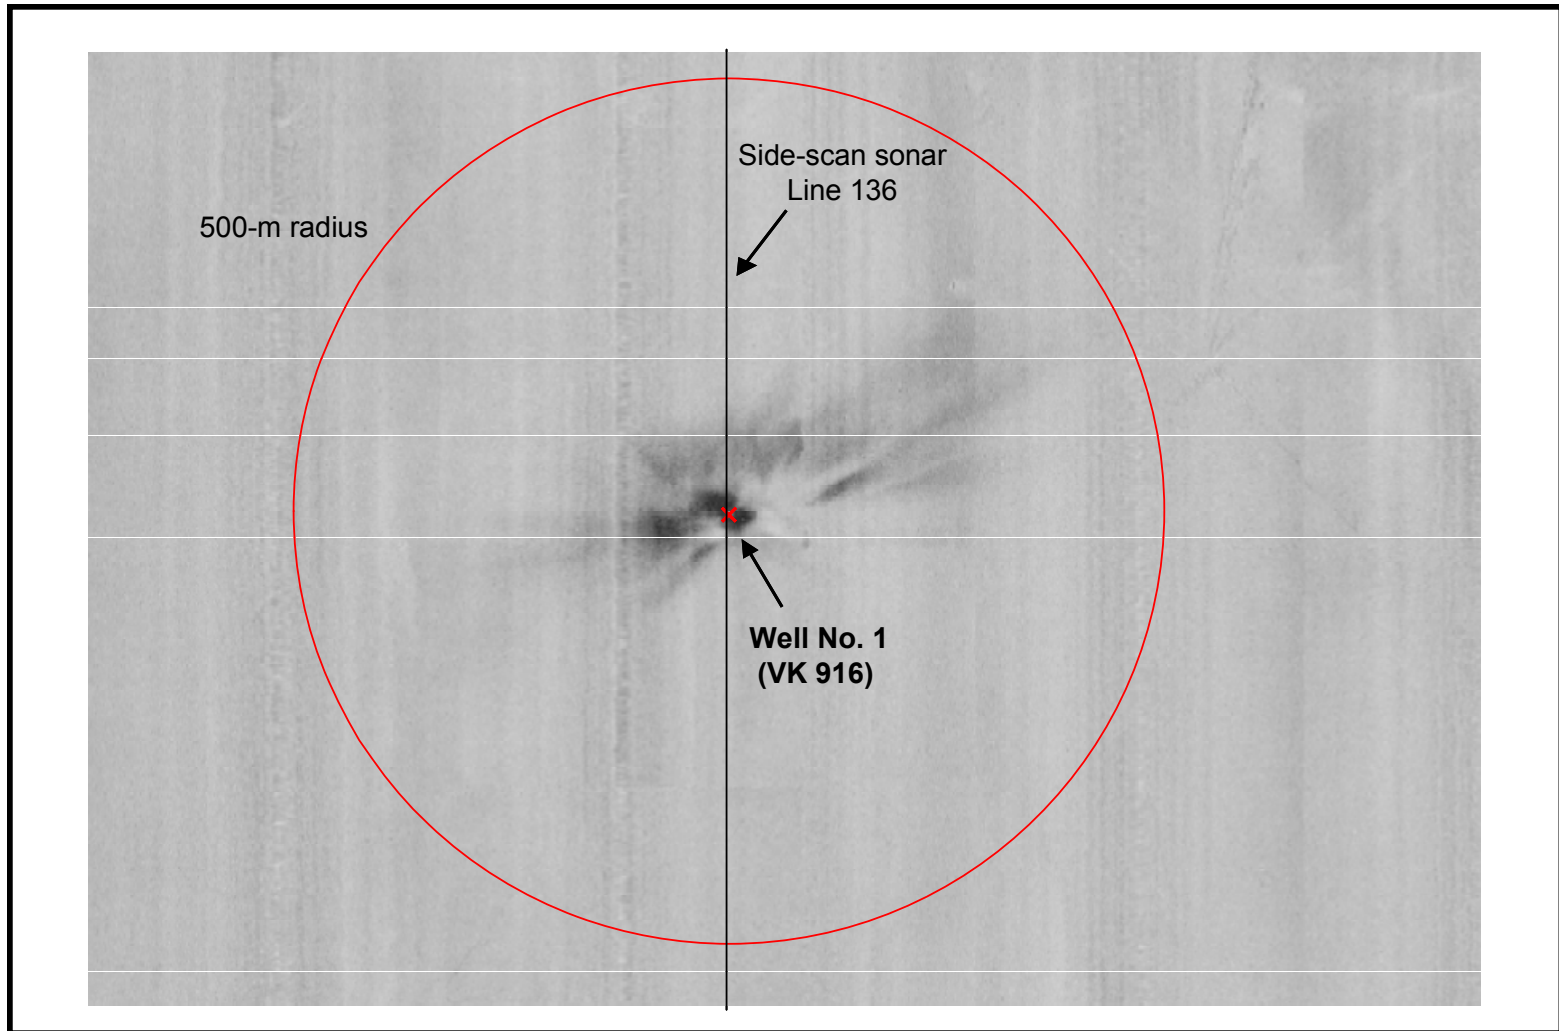 Side-scan sonar
Line 136
500-m radius
Well No. 1
(VK 916)